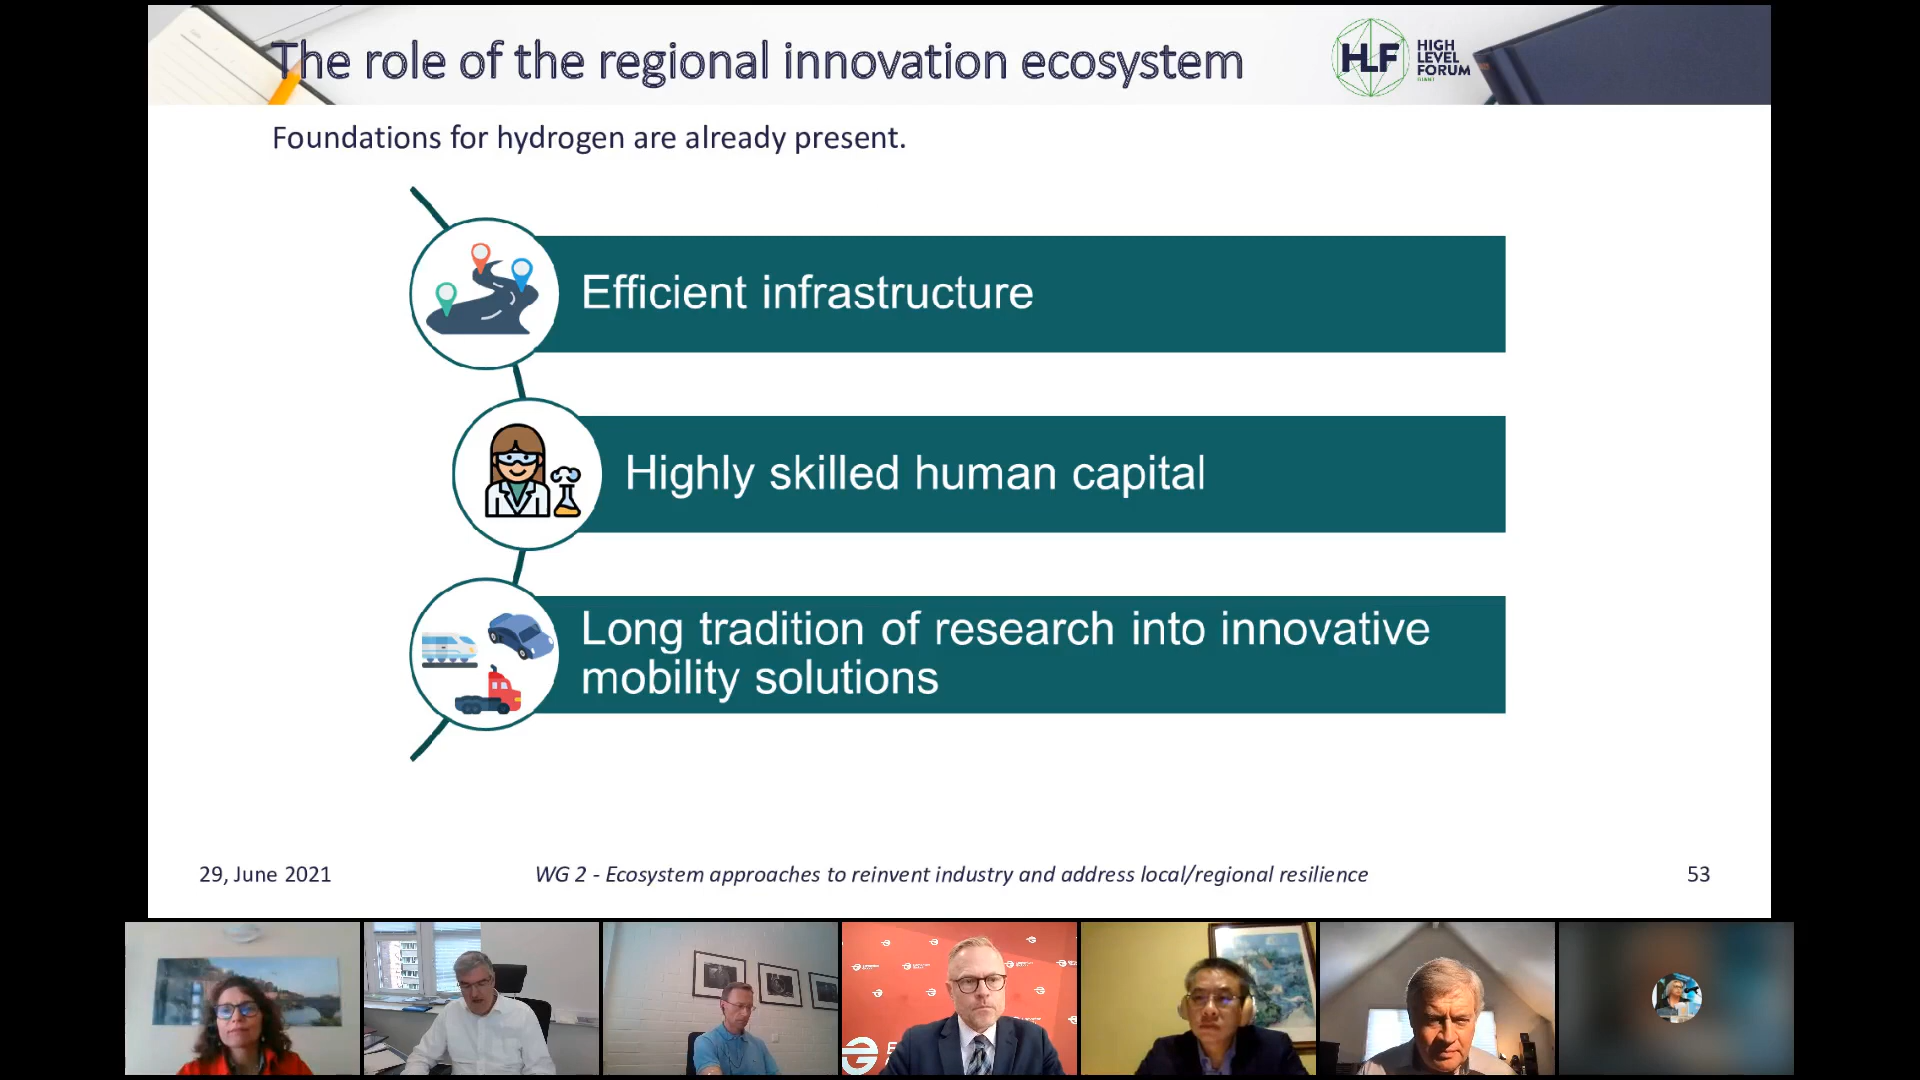 The role of the regional innovation ecosystem
HLF
HIGH
LEVEL
FORUM
GIANT
Foundations for hydrogen are already present.
Efficient infrastructure
Highly skilled human capital
Long tradition of research into innovative
mobility solutions
29, June 2021
WG 2 - Ecosystem approaches to reinvent industry and address local/regional resilience
53